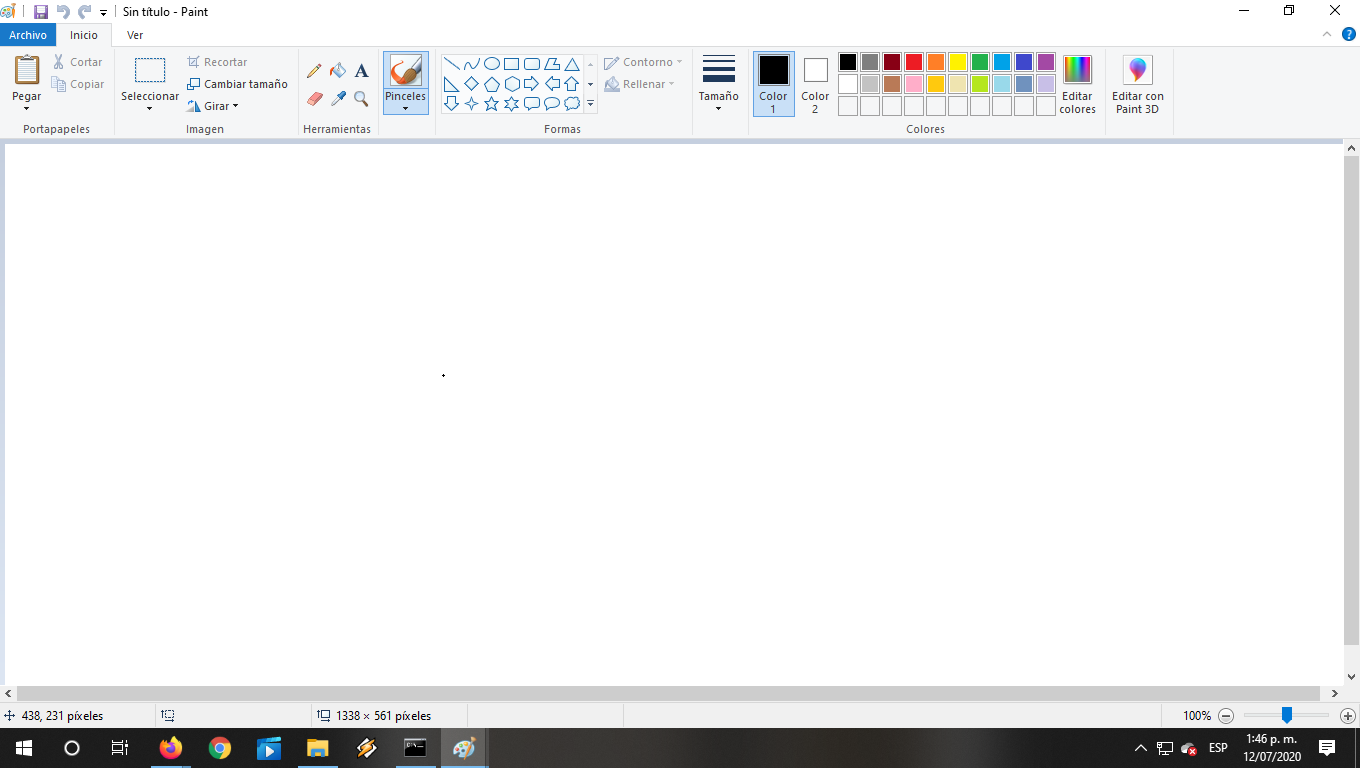 Sin título - Paint
Archivo Inicio Ver
Pegar
Cortar
Copiar
Portapapeles
Seleccionar
Recortar
Cambiar tamaño
Girar
Imagen
A
Herramientas
Pinceles
Contorno
Rellenar
Formas
Tamaño
Color
1
Color
2
Editar
colores
Colores
Editar con
Paint 3D
438, 231 píxeles
1338 × 561 píxeles
100%
ESP
1:46 p. m.
12/07/2020